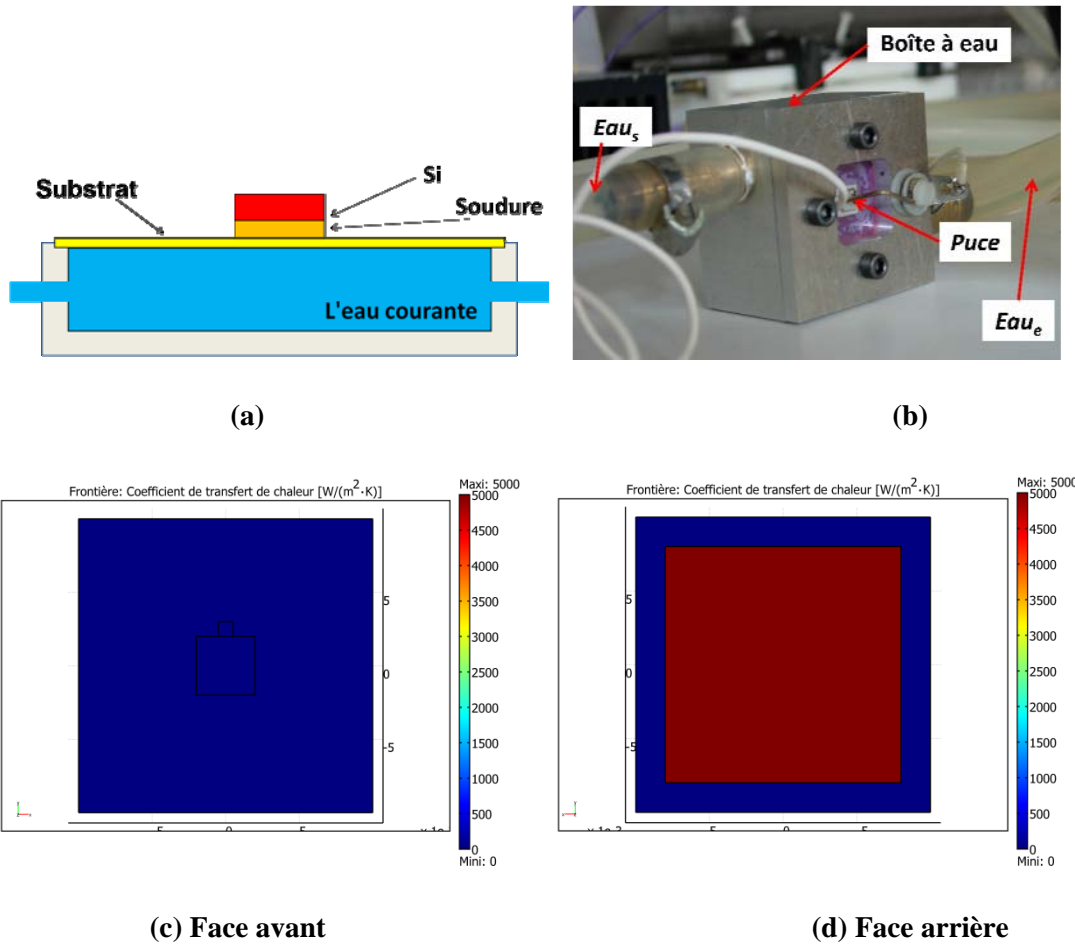 Substrat
Si
Soudure
L'eau courante
(a)
Boîte à eau
Eau_s
Puce
Eau_e
(b)
Frontière: Coefficient de transfert de chaleur [W/(m²·K)]
Maxi: 5000
5000
4500
4000
3500
3000
2500
2000
1500
1000
500
0
Mini: 0
5
0
-5
-5
0
5
(c) Face avant
Frontière: Coefficient de transfert de chaleur [W/(m²·K)]
Maxi: 5000
5000
4500
4000
3500
3000
2500
2000
1500
1000
500
0
Mini: 0
5
0
-5
-5
0
5
(d) Face arrière